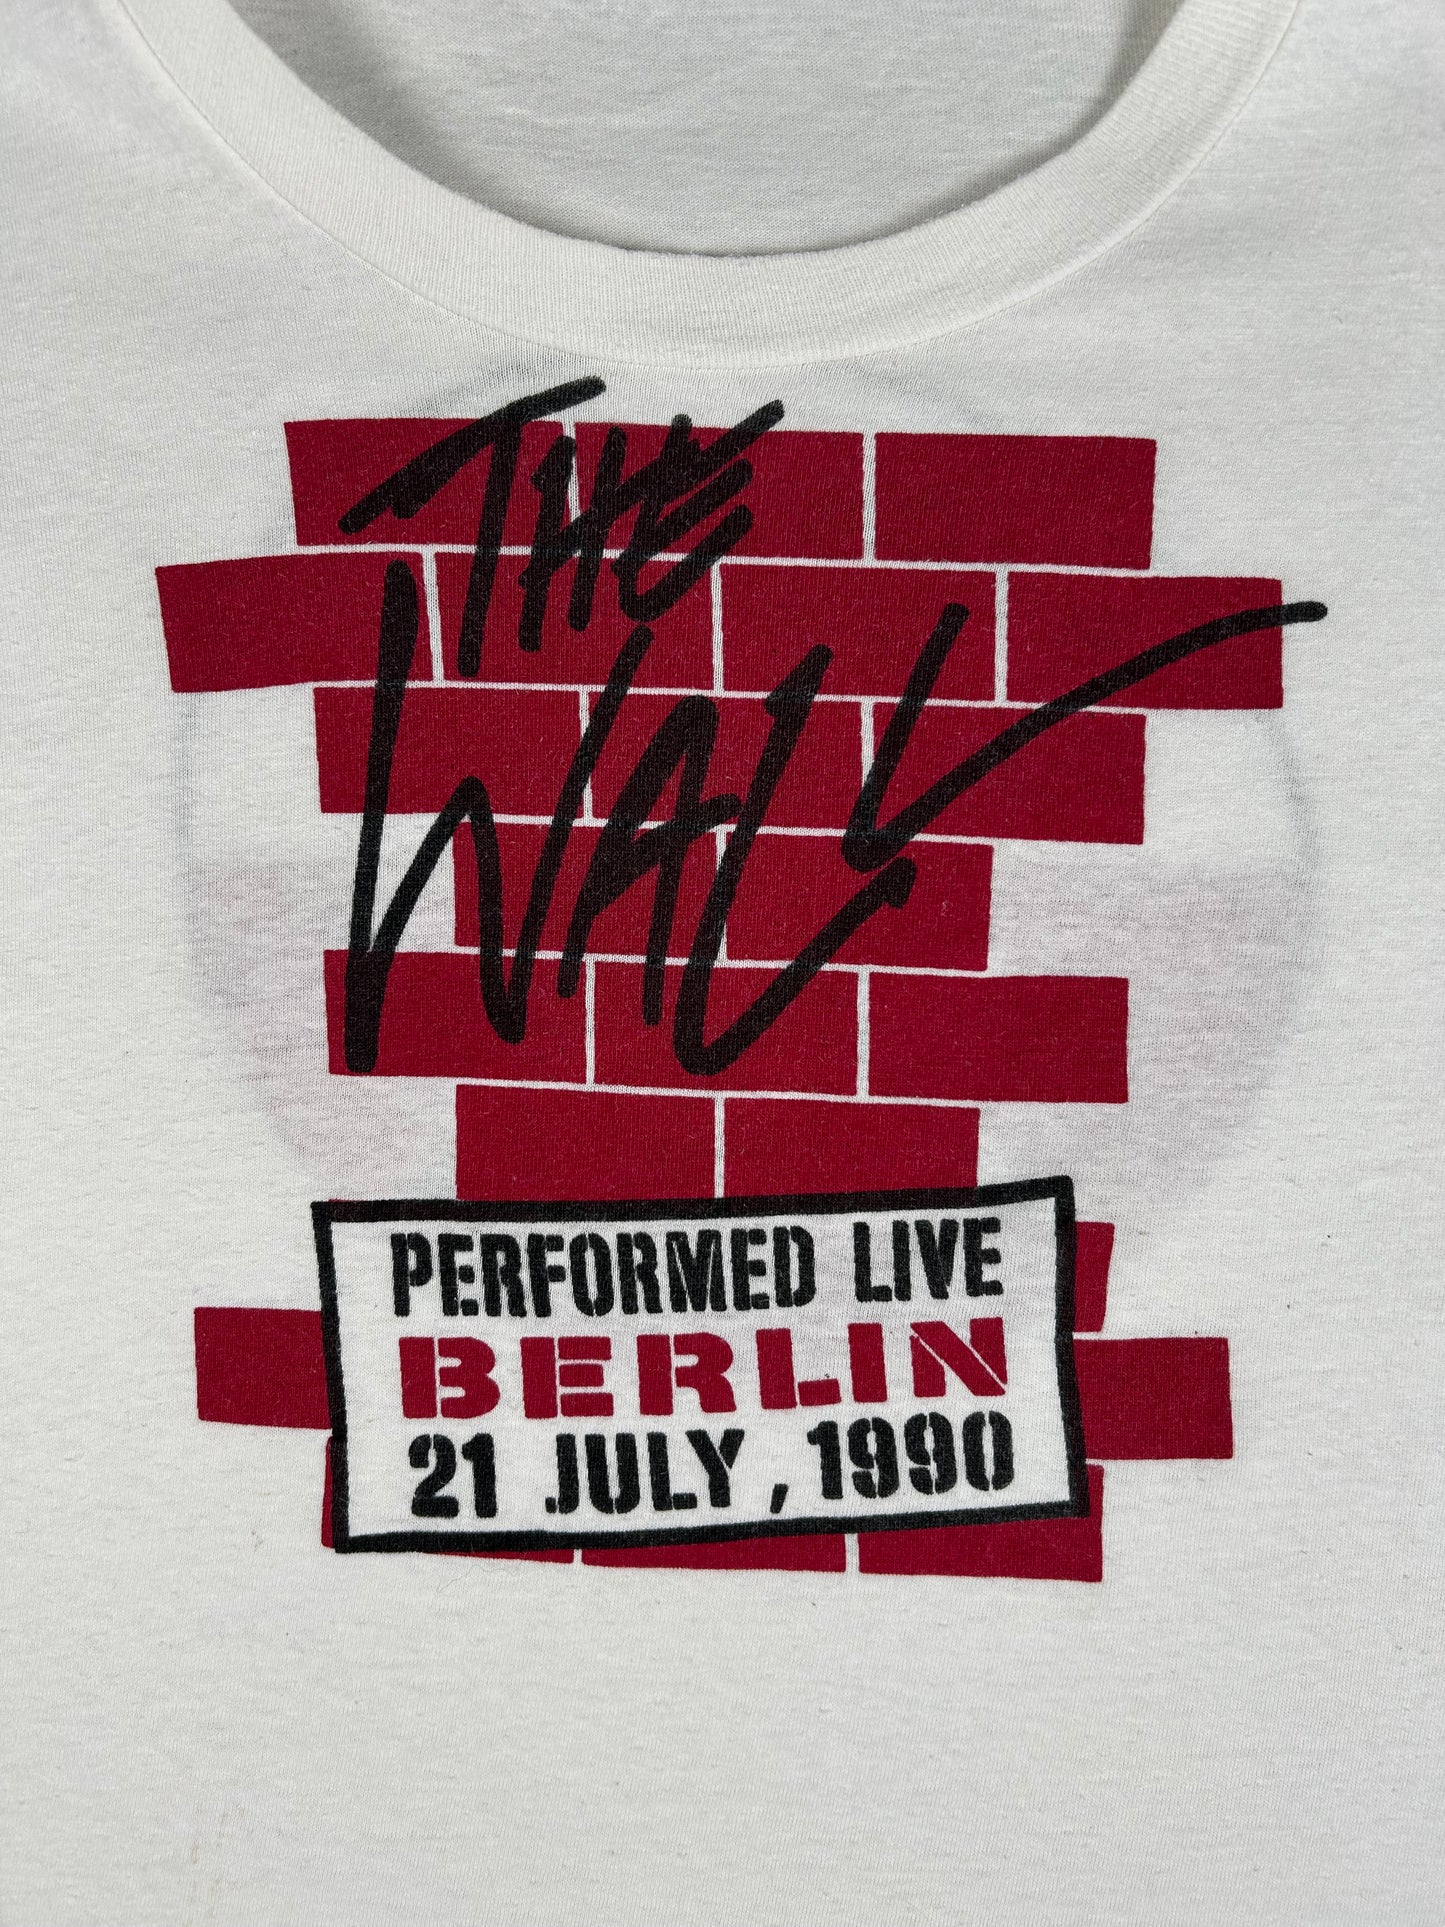 THE
WALL
PERFORMED LIVE
BERLIN
21 JULY, 1990